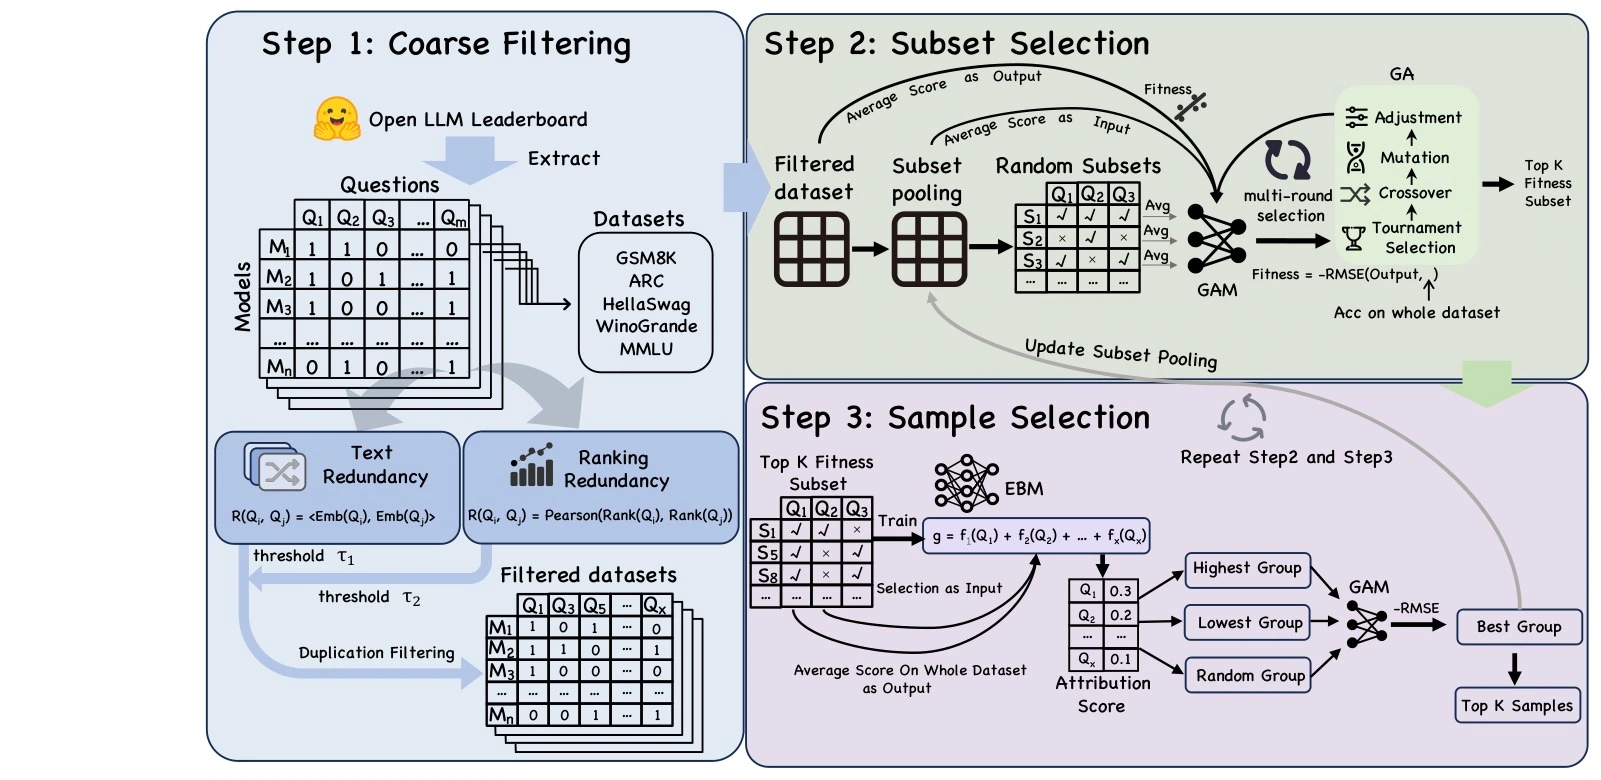 Step 1: Coarse Filtering
Open LLM Leaderboard
Extract
Questions
Models
Q1 Q2 Q3 ... Qm
M1 1 1 0 ... 0
M2 1 0 1 ... 1
M3 1 0 0 ... 1
... ... ... ... ... ...
Mn 0 1 0 ... 1
Datasets
GSM8K
ARC
HellaSwag
WinoGrande
MMLU
Text
Redundancy
R(Qi, Qj) = <Emb(Qi), Emb(Qj)>
Ranking
Redundancy
R(Qi, Qj) = Pearson(Rank(Qi), Rank(Qj))
threshold τ1
threshold τ2
Duplication Filtering
Filtered datasets
Q1 Q3 Q5 ... Qx
M1 1 0 1 ... 0
M2 1 1 0 ... 1
M3 1 0 0 ... 0
... ... ... ... ... ...
Mn 0 0 1 ... 1
Step 2: Subset Selection
Average Score as Output
Average Score as Input
Fitness
Filtered
dataset
Subset
pooling
Random Subsets
Q1 Q2 Q3
S1 √ √ √
S2 × √ ×
S3 √ × √
... ... ... ...
Avg
Avg
Avg
GAM
multi-round
selection
GA
Adjustment
Mutation
Crossover
Tournament
Selection
Fitness = -RMSE(Output, )
Acc on whole dataset
Top K
Fitness
Subset
Update Subset Pooling
Step 3: Sample Selection
Repeat Step2 and Step3
Top K Fitness
Subset
Q1 Q2 Q3
S1 √ √ ×
S5 √ × √
S8 √ × √
... ... ... ...
Train
EBM
g = f1(Q1) + f2(Q2) + ... + fx(Qx)
Selection as Input
Average Score On Whole Dataset
as Output
Q1 0.3
Q2 0.2
... ...
Qx 0.1
Attribution
Score
Highest Group
Lowest Group
Random Group
GAM
-RMSE
Best Group
Top K Samples